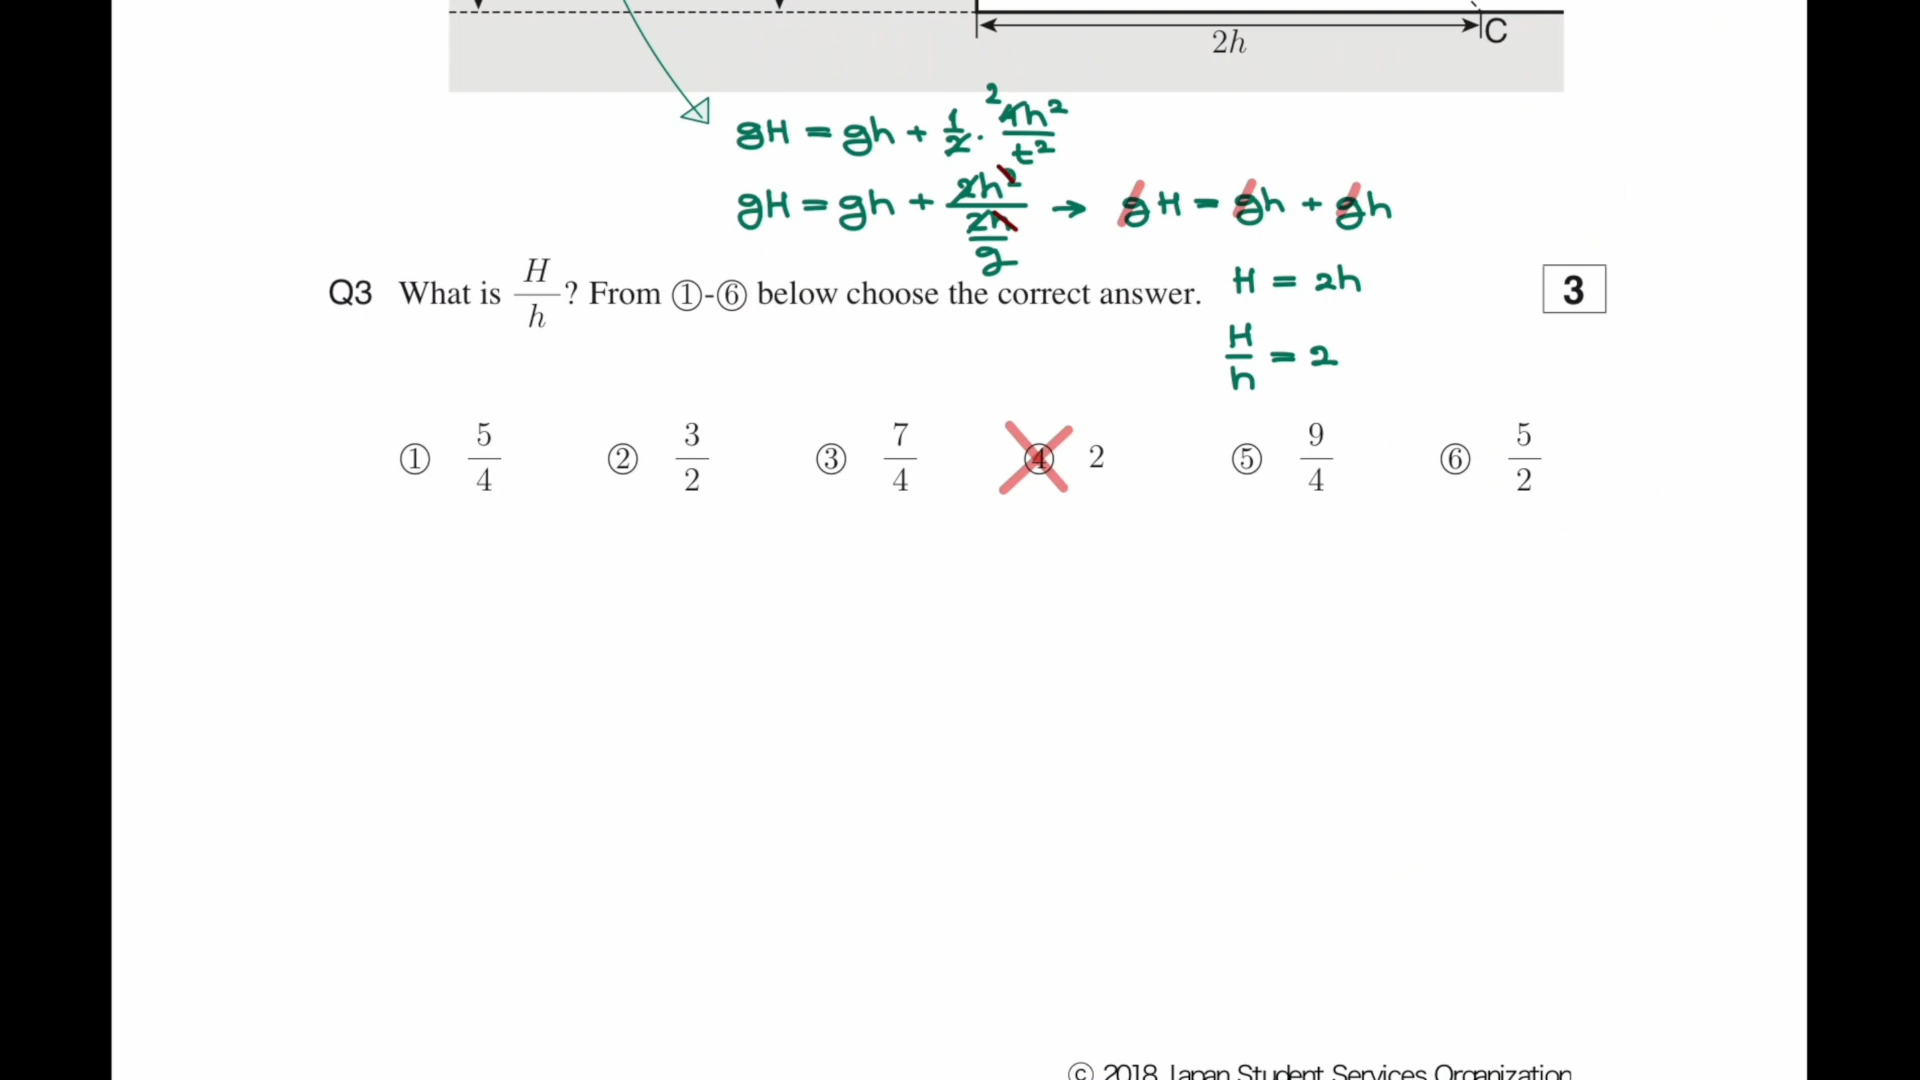 2h
C
gH = gh + 1/2 · 2 4h²/t²
gH = gh + 2h²/(2h/g) → gH = gh + gh
Q3 What is H/h? From ①-⑥ below choose the correct answer. 3
H = 2h
H/h = 2
① 5/4 ② 3/2 ③ 7/4 ④ 2 ⑤ 9/4 ⑥ 5/2
© 2018 Japan Student Services Organization